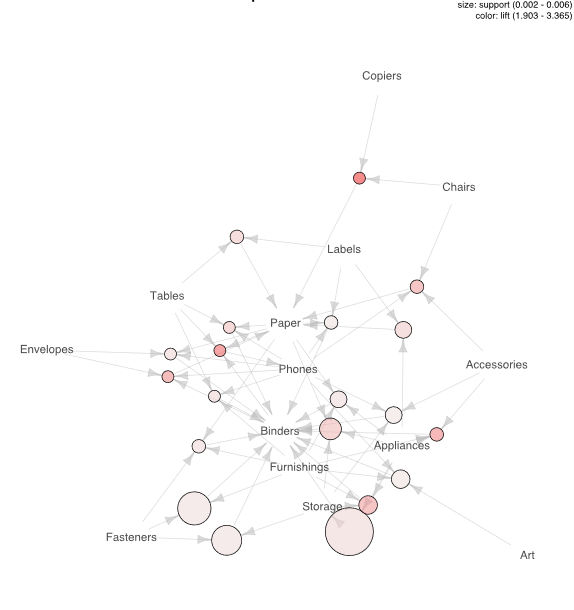 size: support (0.002 - 0.006)
color: lift (1.903 - 3.365)
Copiers
Chairs
Labels
Tables
Paper
Envelopes
Phones
Accessories
Binders
Appliances
Furnishings
Storage
Fasteners
Art